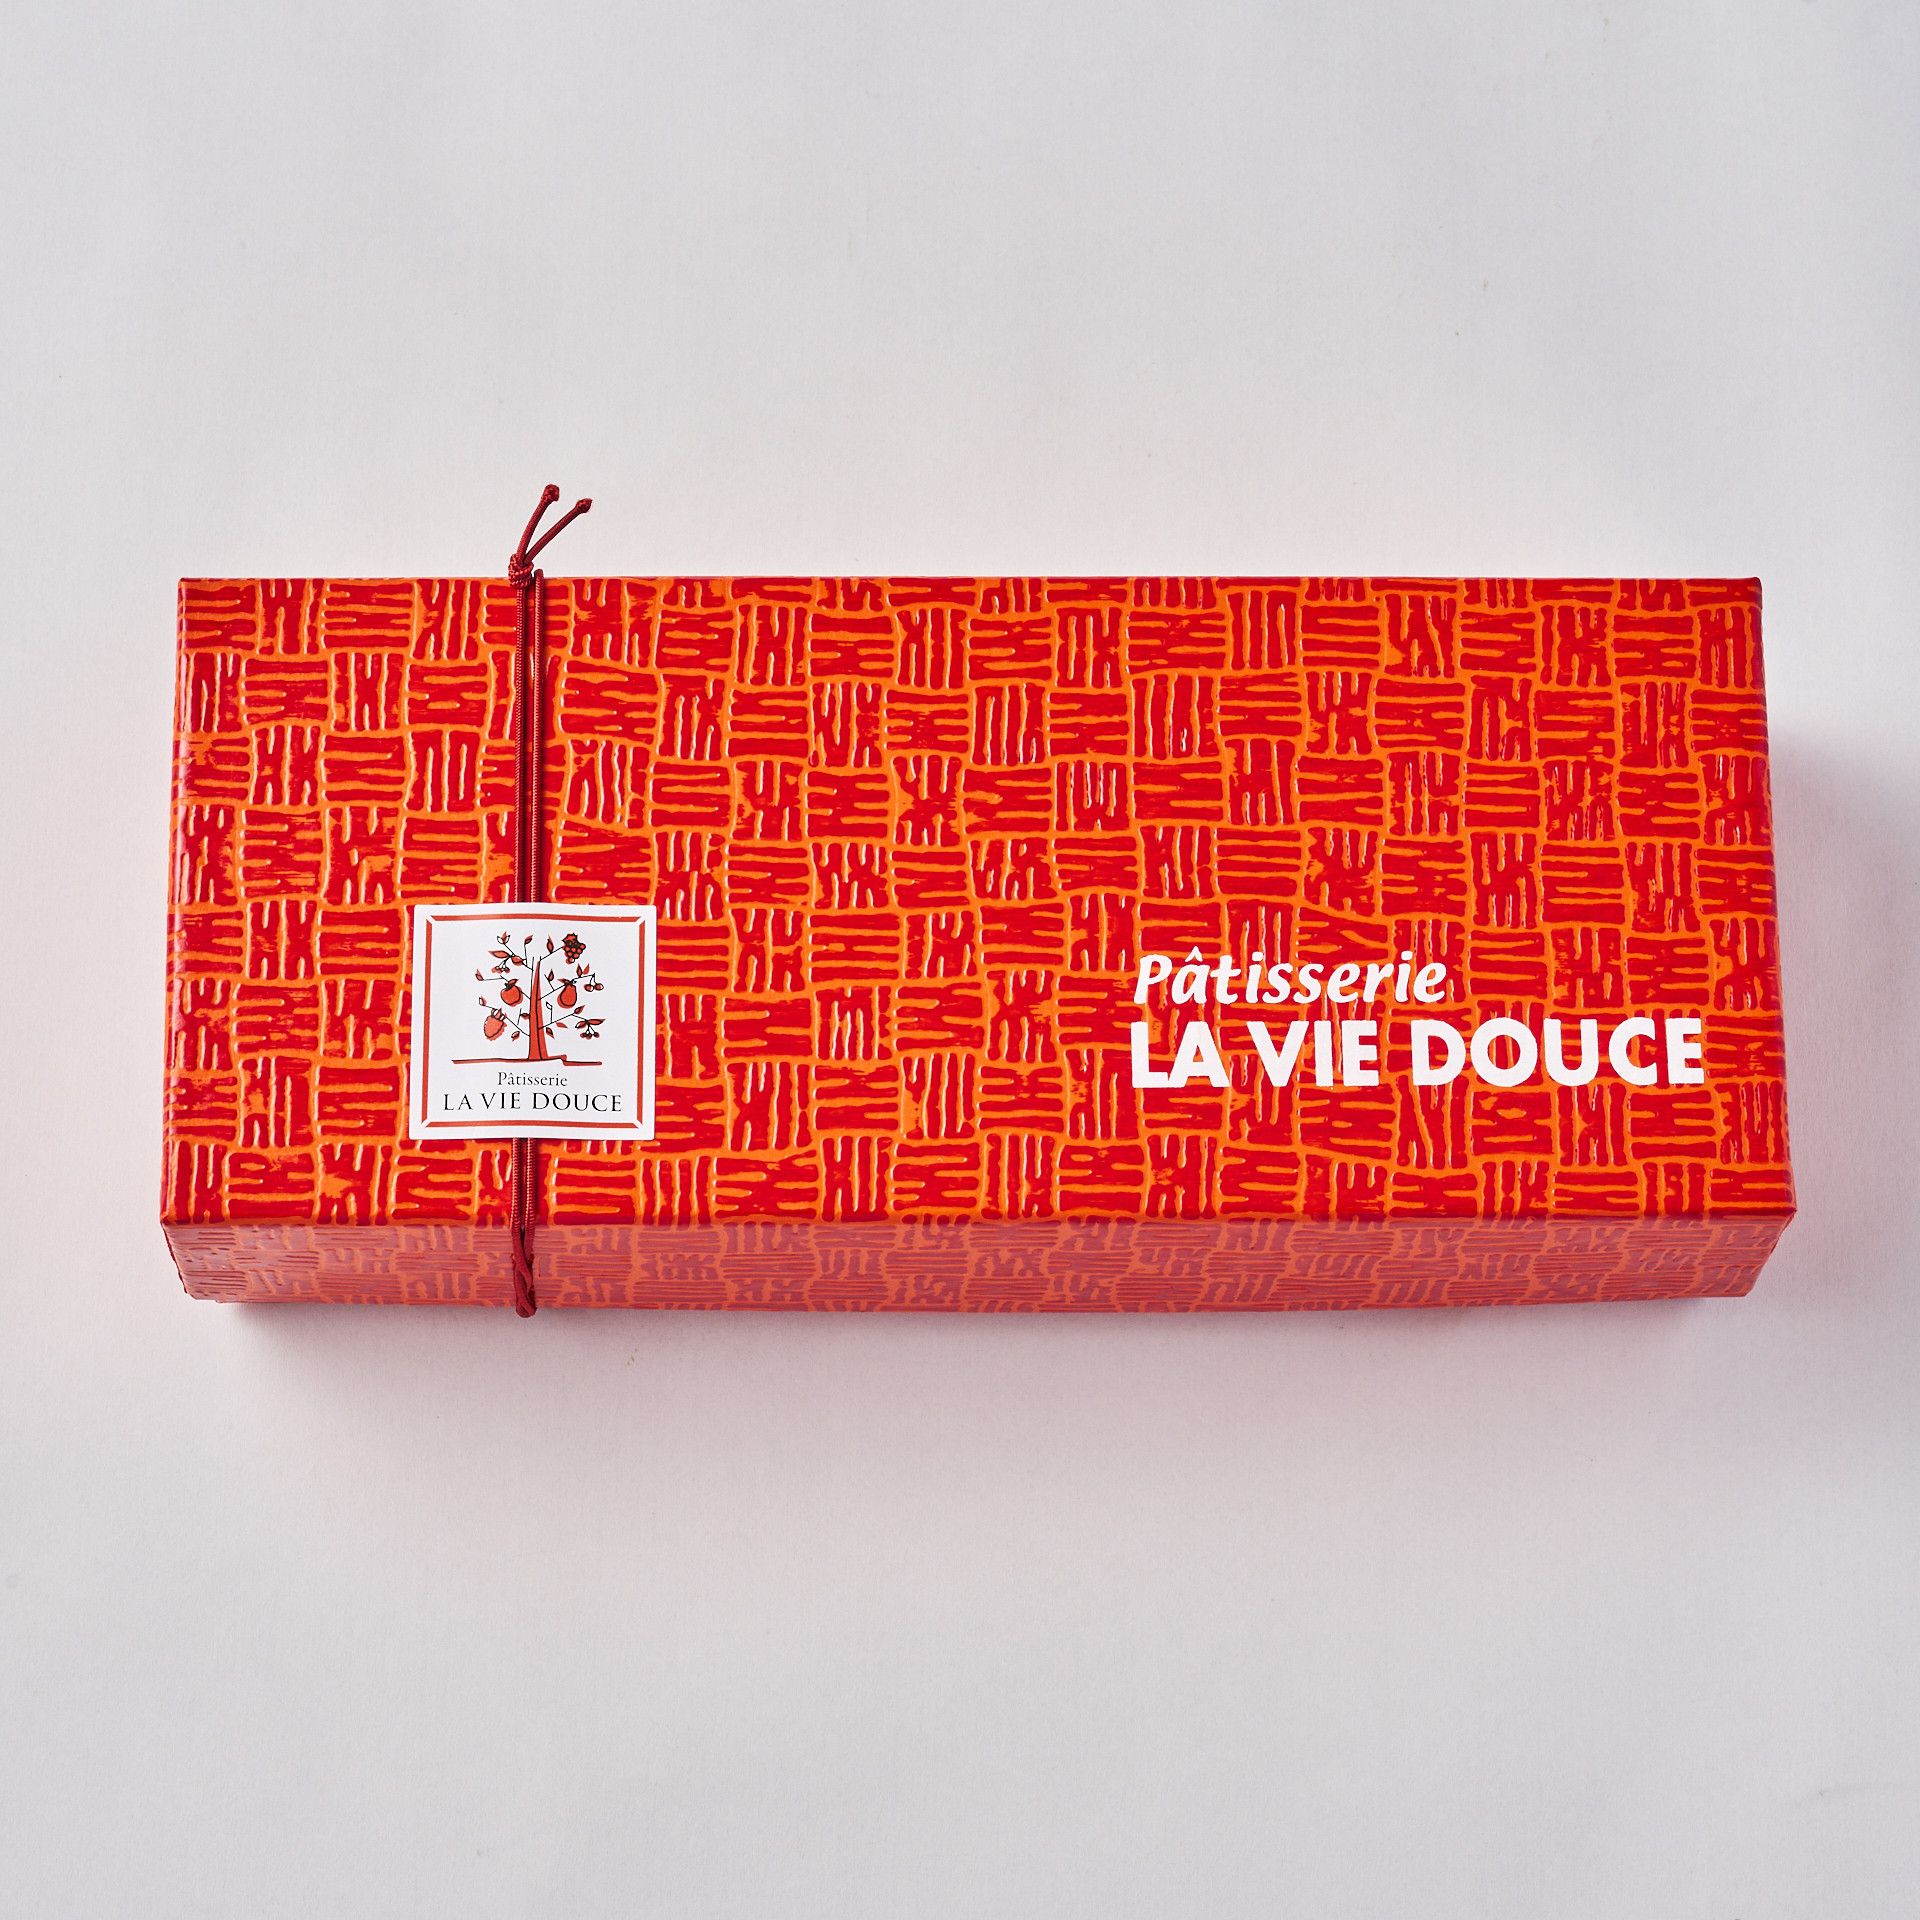 Pâtisserie
LA VIE DOUCE
Pâtisserie
LA VIE DOUCE